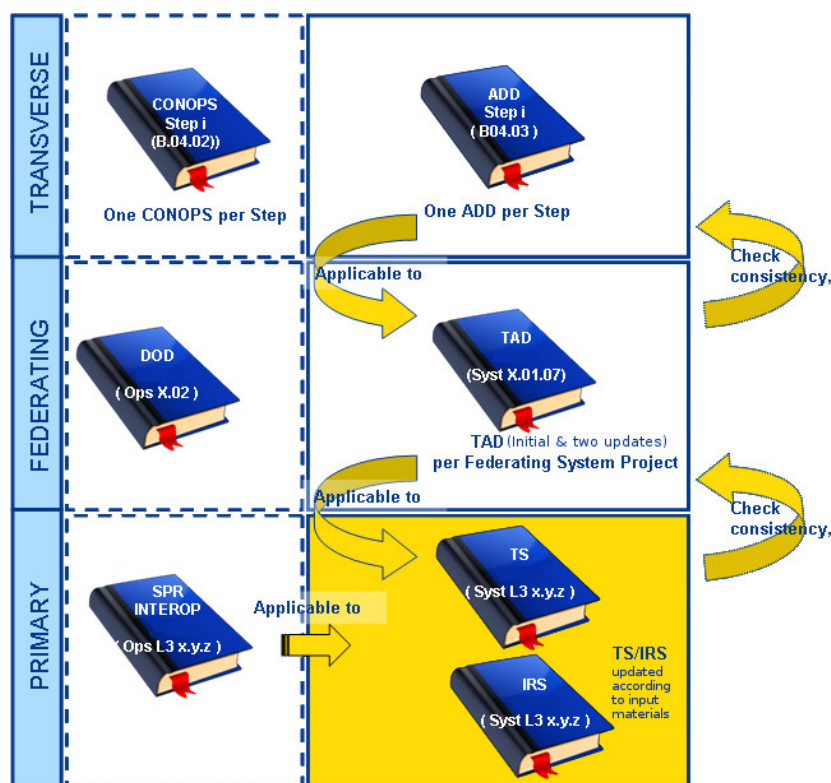 TRANSVERSE
CONOPS
Step i
(B.04.02))
One CONOPS per Step
ADD
Step i
( B04.03 )
One ADD per Step
Applicable to
Check
consistency,
FEDERATING
DOD
( Ops X.02 )
TAD
(Syst X.01.07)
TAD (Initial & two updates)
per Federating System Project
Applicable to
Check
consistency,
PRIMARY
SPR
INTEROP
( Ops L3 x.y.z )
Applicable to
TS
( Syst L3 x.y.z )
IRS
( Syst L3 x.y.z )
TS/IRS
updated
according
to input
materials